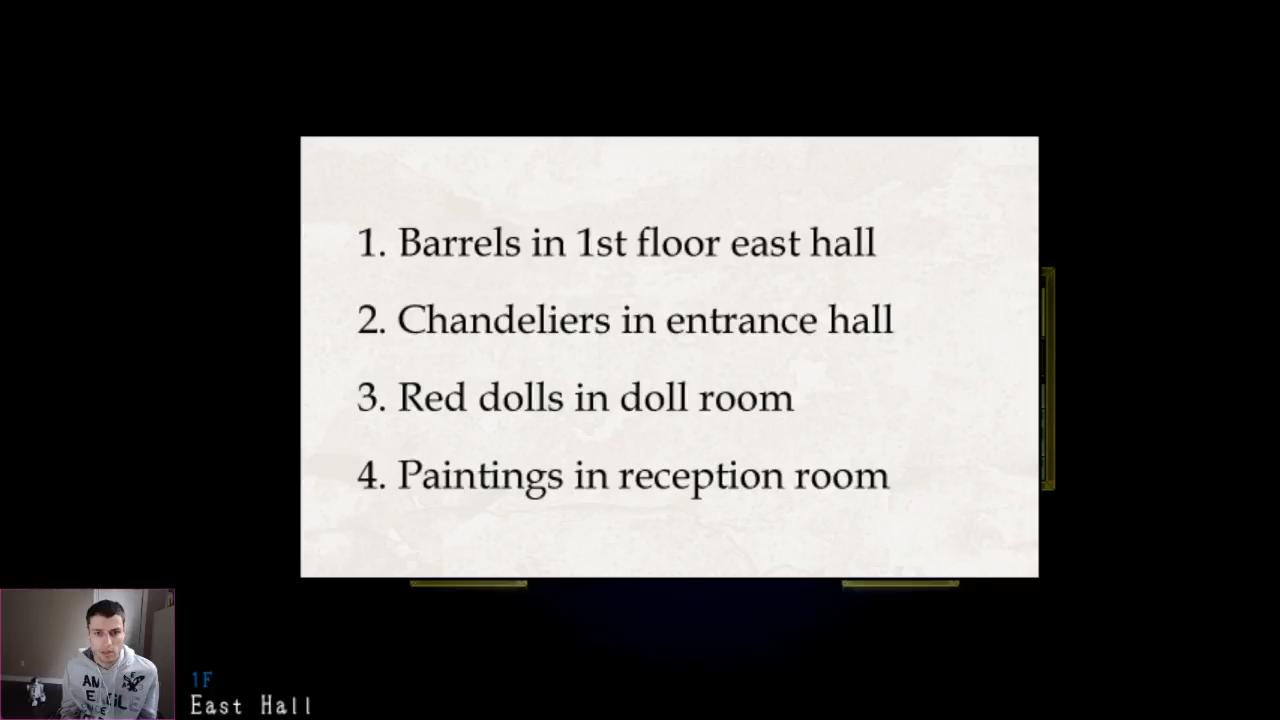 1. Barrels in 1st floor east hall
2. Chandeliers in entrance hall
3. Red dolls in doll room
4. Paintings in reception room
1F
East Hall